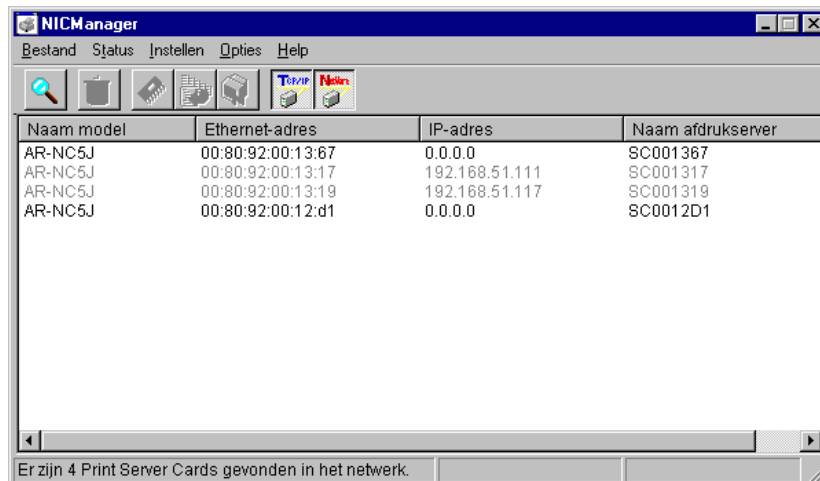 NICManager
Bestand Status Instellen Opties Help
TCP/IP NetWare
Naam model Ethernet-adres IP-adres Naam afdrukserver
AR-NC5J 00:80:92:00:13:67 0.0.0.0 SC001367
AR-NC5J 00:80:92:00:13:17 192.168.51.111 SC001317
AR-NC5J 00:80:92:00:13:19 192.168.51.117 SC001319
AR-NC5J 00:80:92:00:12:d1 0.0.0.0 SC0012D1
Er zijn 4 Print Server Cards gevonden in het netwerk.